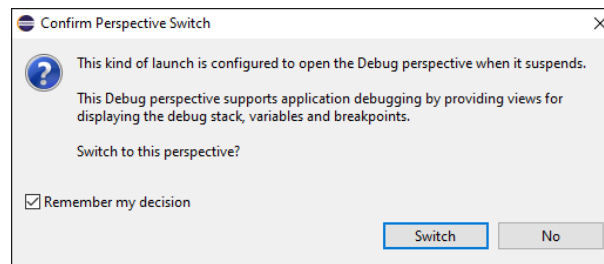 Confirm Perspective Switch
This kind of launch is configured to open the Debug perspective when it suspends.
This Debug perspective supports application debugging by providing views for
displaying the debug stack, variables and breakpoints.
Switch to this perspective?
Remember my decision
Switch
No